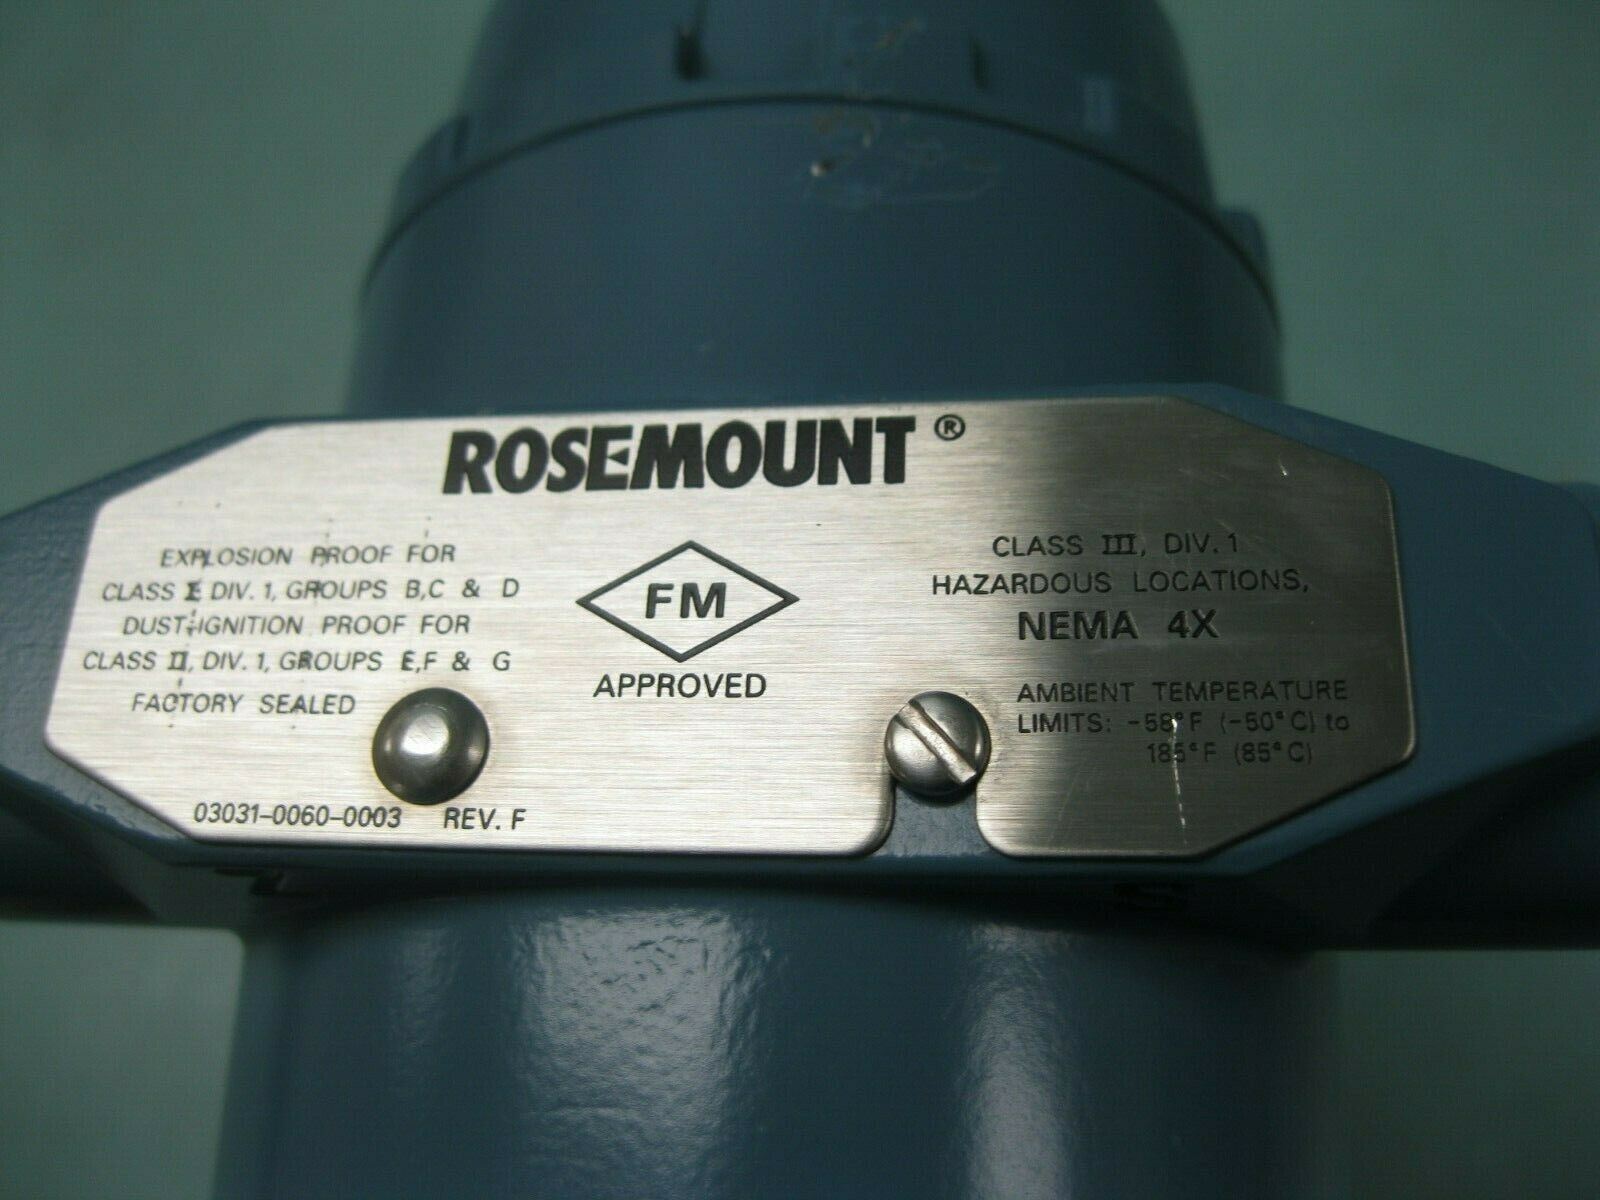 ROSEMOUNT®
EXPLOSION PROOF FOR
CLASS I, DIV. 1, GROUPS B,C & D
DUST-IGNITION PROOF FOR
CLASS II, DIV. 1, GROUPS E,F & G
FACTORY SEALED
03031-0060-0003 REV. F
FM
APPROVED
CLASS III, DIV. 1
HAZARDOUS LOCATIONS,
NEMA 4X
AMBIENT TEMPERATURE
LIMITS: -58°F (-50°C) to
185°F (85°C)